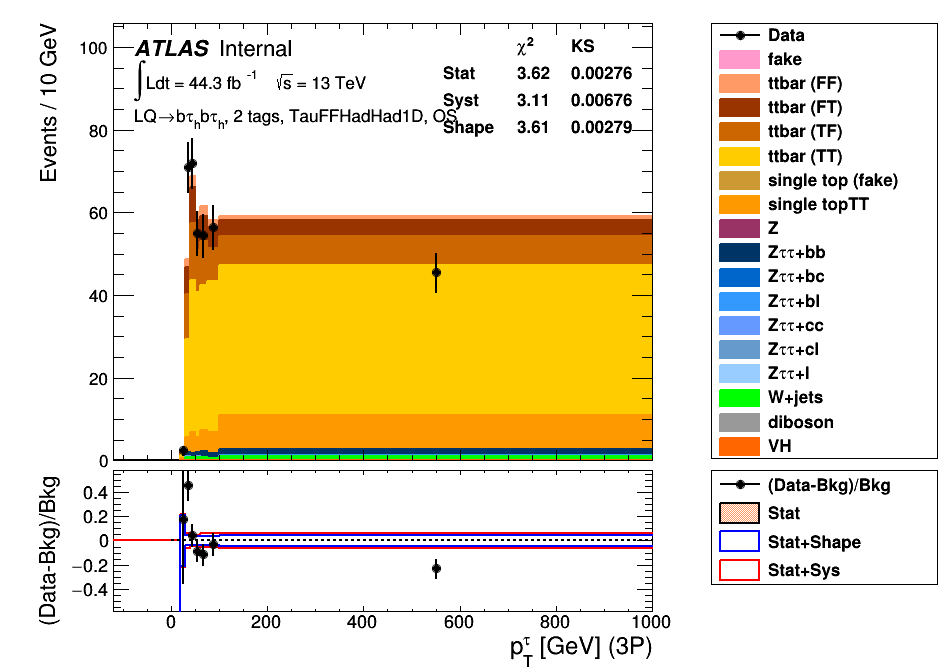 ATLAS Internal
∫Ldt = 44.3 fb⁻¹ √s = 13 TeV
LQ→bτₕbτₕ, 2 tags, TauFFHadHad1D, OS
χ² KS
Stat 3.62 0.00276
Syst 3.11 0.00676
Shape 3.61 0.00279
Events / 10 GeV
100
80
60
40
20
0
Data
fake
ttbar (FF)
ttbar (FT)
ttbar (TF)
ttbar (TT)
single top (fake)
single topTT
Z
Zττ+bb
Zττ+bc
Zττ+bl
Zττ+cc
Zττ+cl
Zττ+l
W+jets
diboson
VH
(Data-Bkg)/Bkg
0.4
0.2
0
−0.2
−0.4
0 200 400 600 800 1000
p_T^τ [GeV] (3P)
(Data-Bkg)/Bkg
Stat
Stat+Shape
Stat+Sys